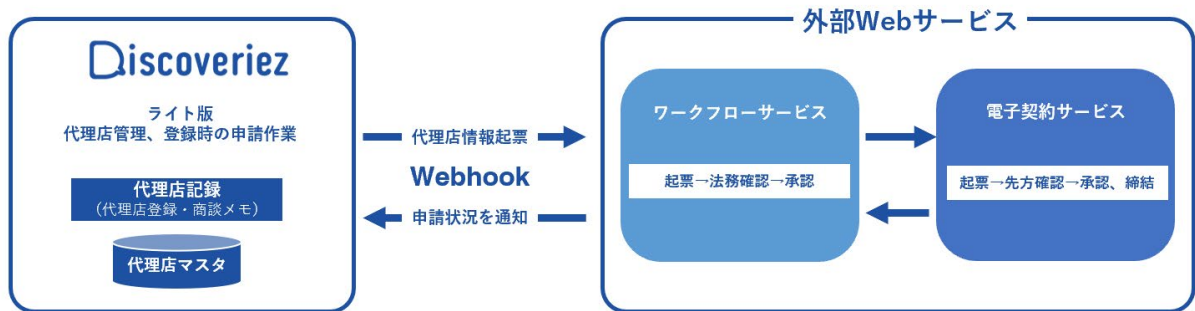 Discoveriez
ライト版
代理店管理、登録時の申請作業
代理店記録
（代理店登録・商談メモ）
代理店マスタ
代理店情報起票
Webhook
申請状況を通知
外部Webサービス
ワークフローサービス
起票→法務確認→承認
電子契約サービス
起票→先方確認→承認、締結